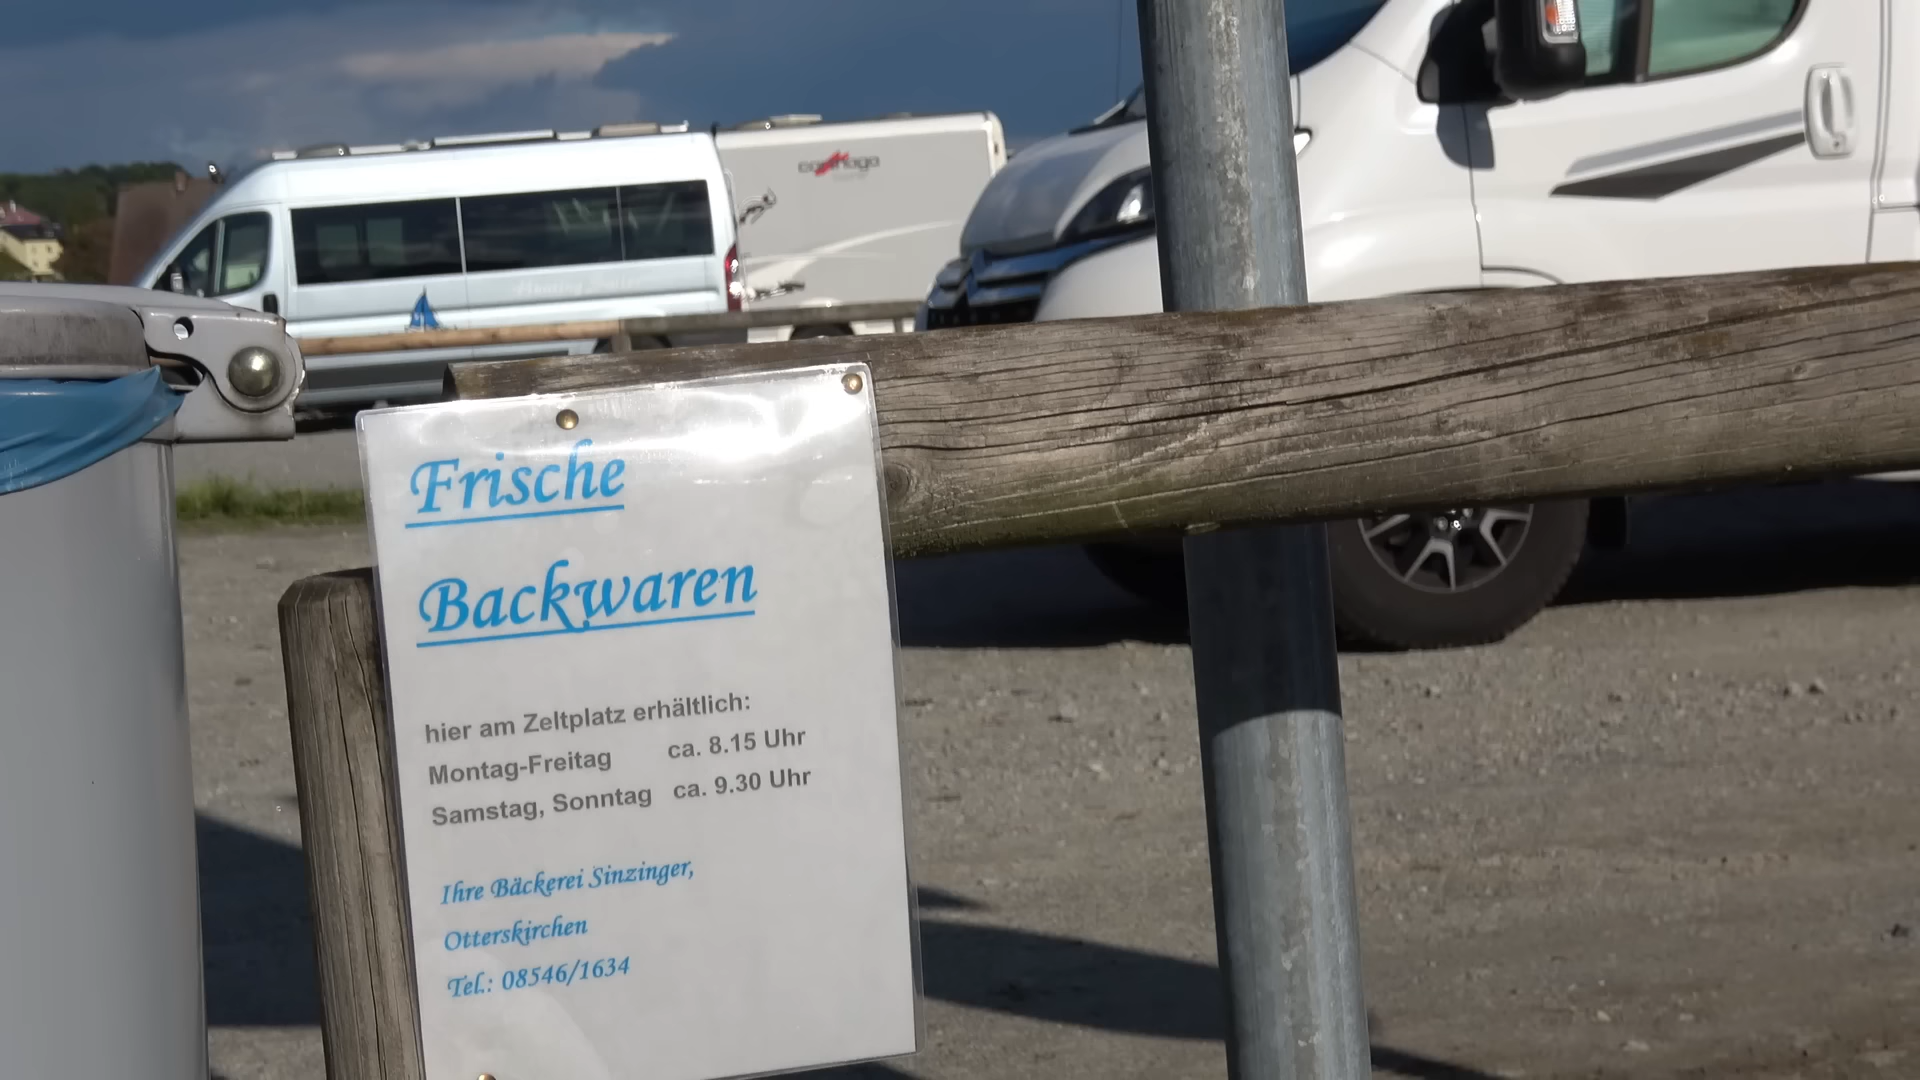 carthago
Frische
Backwaren
hier am Zeltplatz erhältlich:
Montag-Freitag ca. 8.15 Uhr
Samstag, Sonntag ca. 9.30 Uhr
Ihre Bäckerei Sinzinger,
Otterskirchen
Tel.: 08546/1634